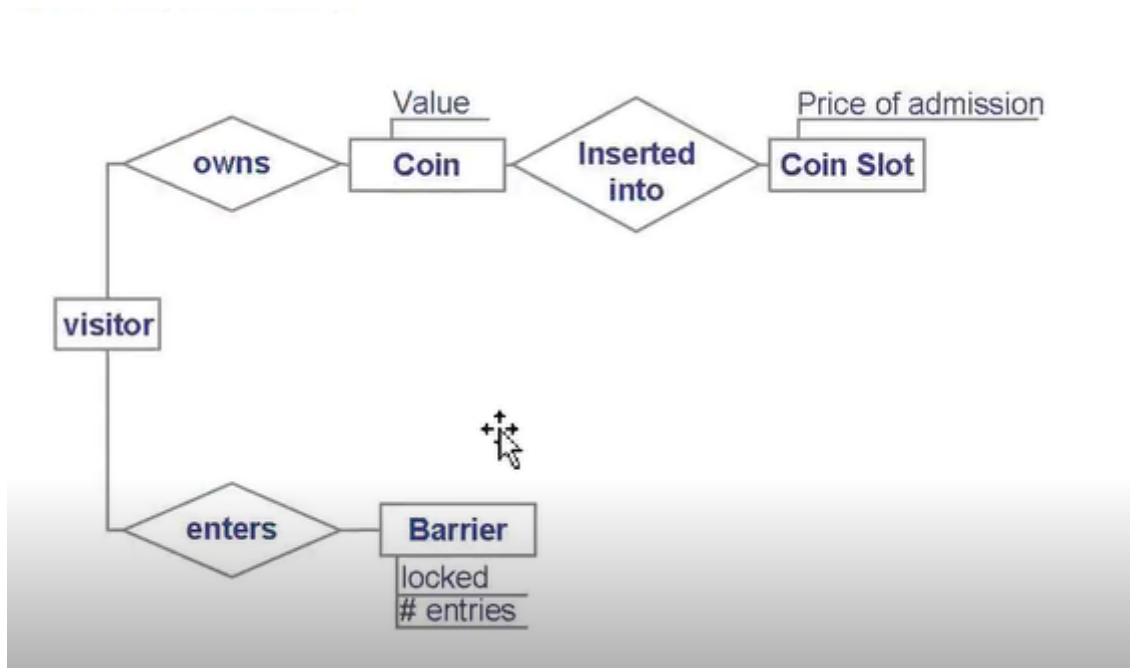 Value
Price of admission
owns
Coin
Inserted
into
Coin Slot
visitor
enters
Barrier
locked
# entries